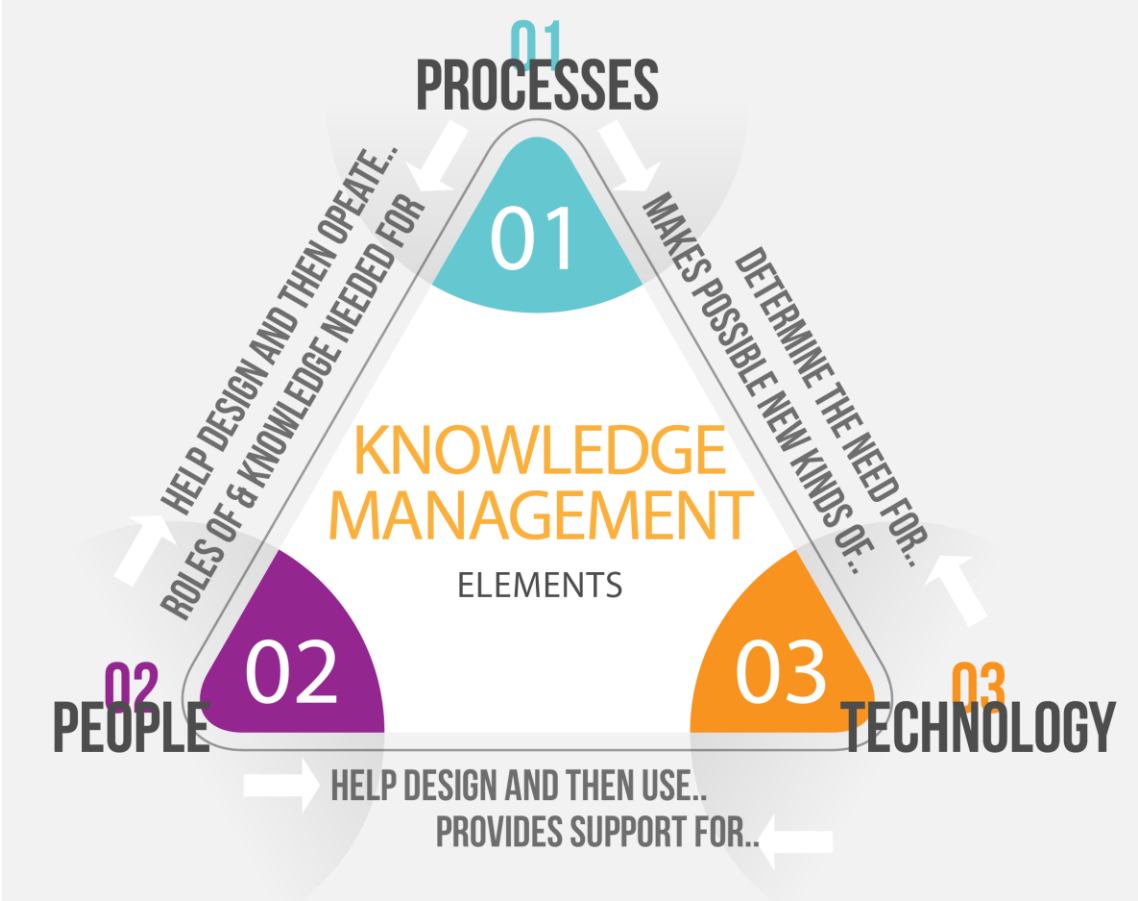 01
PROCESSES
01
HELP DESIGN AND THEN OPEATE..
ROLES OF & KNOWLEDGE NEEDED FOR
MAKES POSSIBLE NEW KINDS OF..
DETERMINE THE NEED FOR..
KNOWLEDGE
MANAGEMENT
ELEMENTS
02
PEOPLE
02
03
03
TECHNOLOGY
HELP DESIGN AND THEN USE..
PROVIDES SUPPORT FOR..